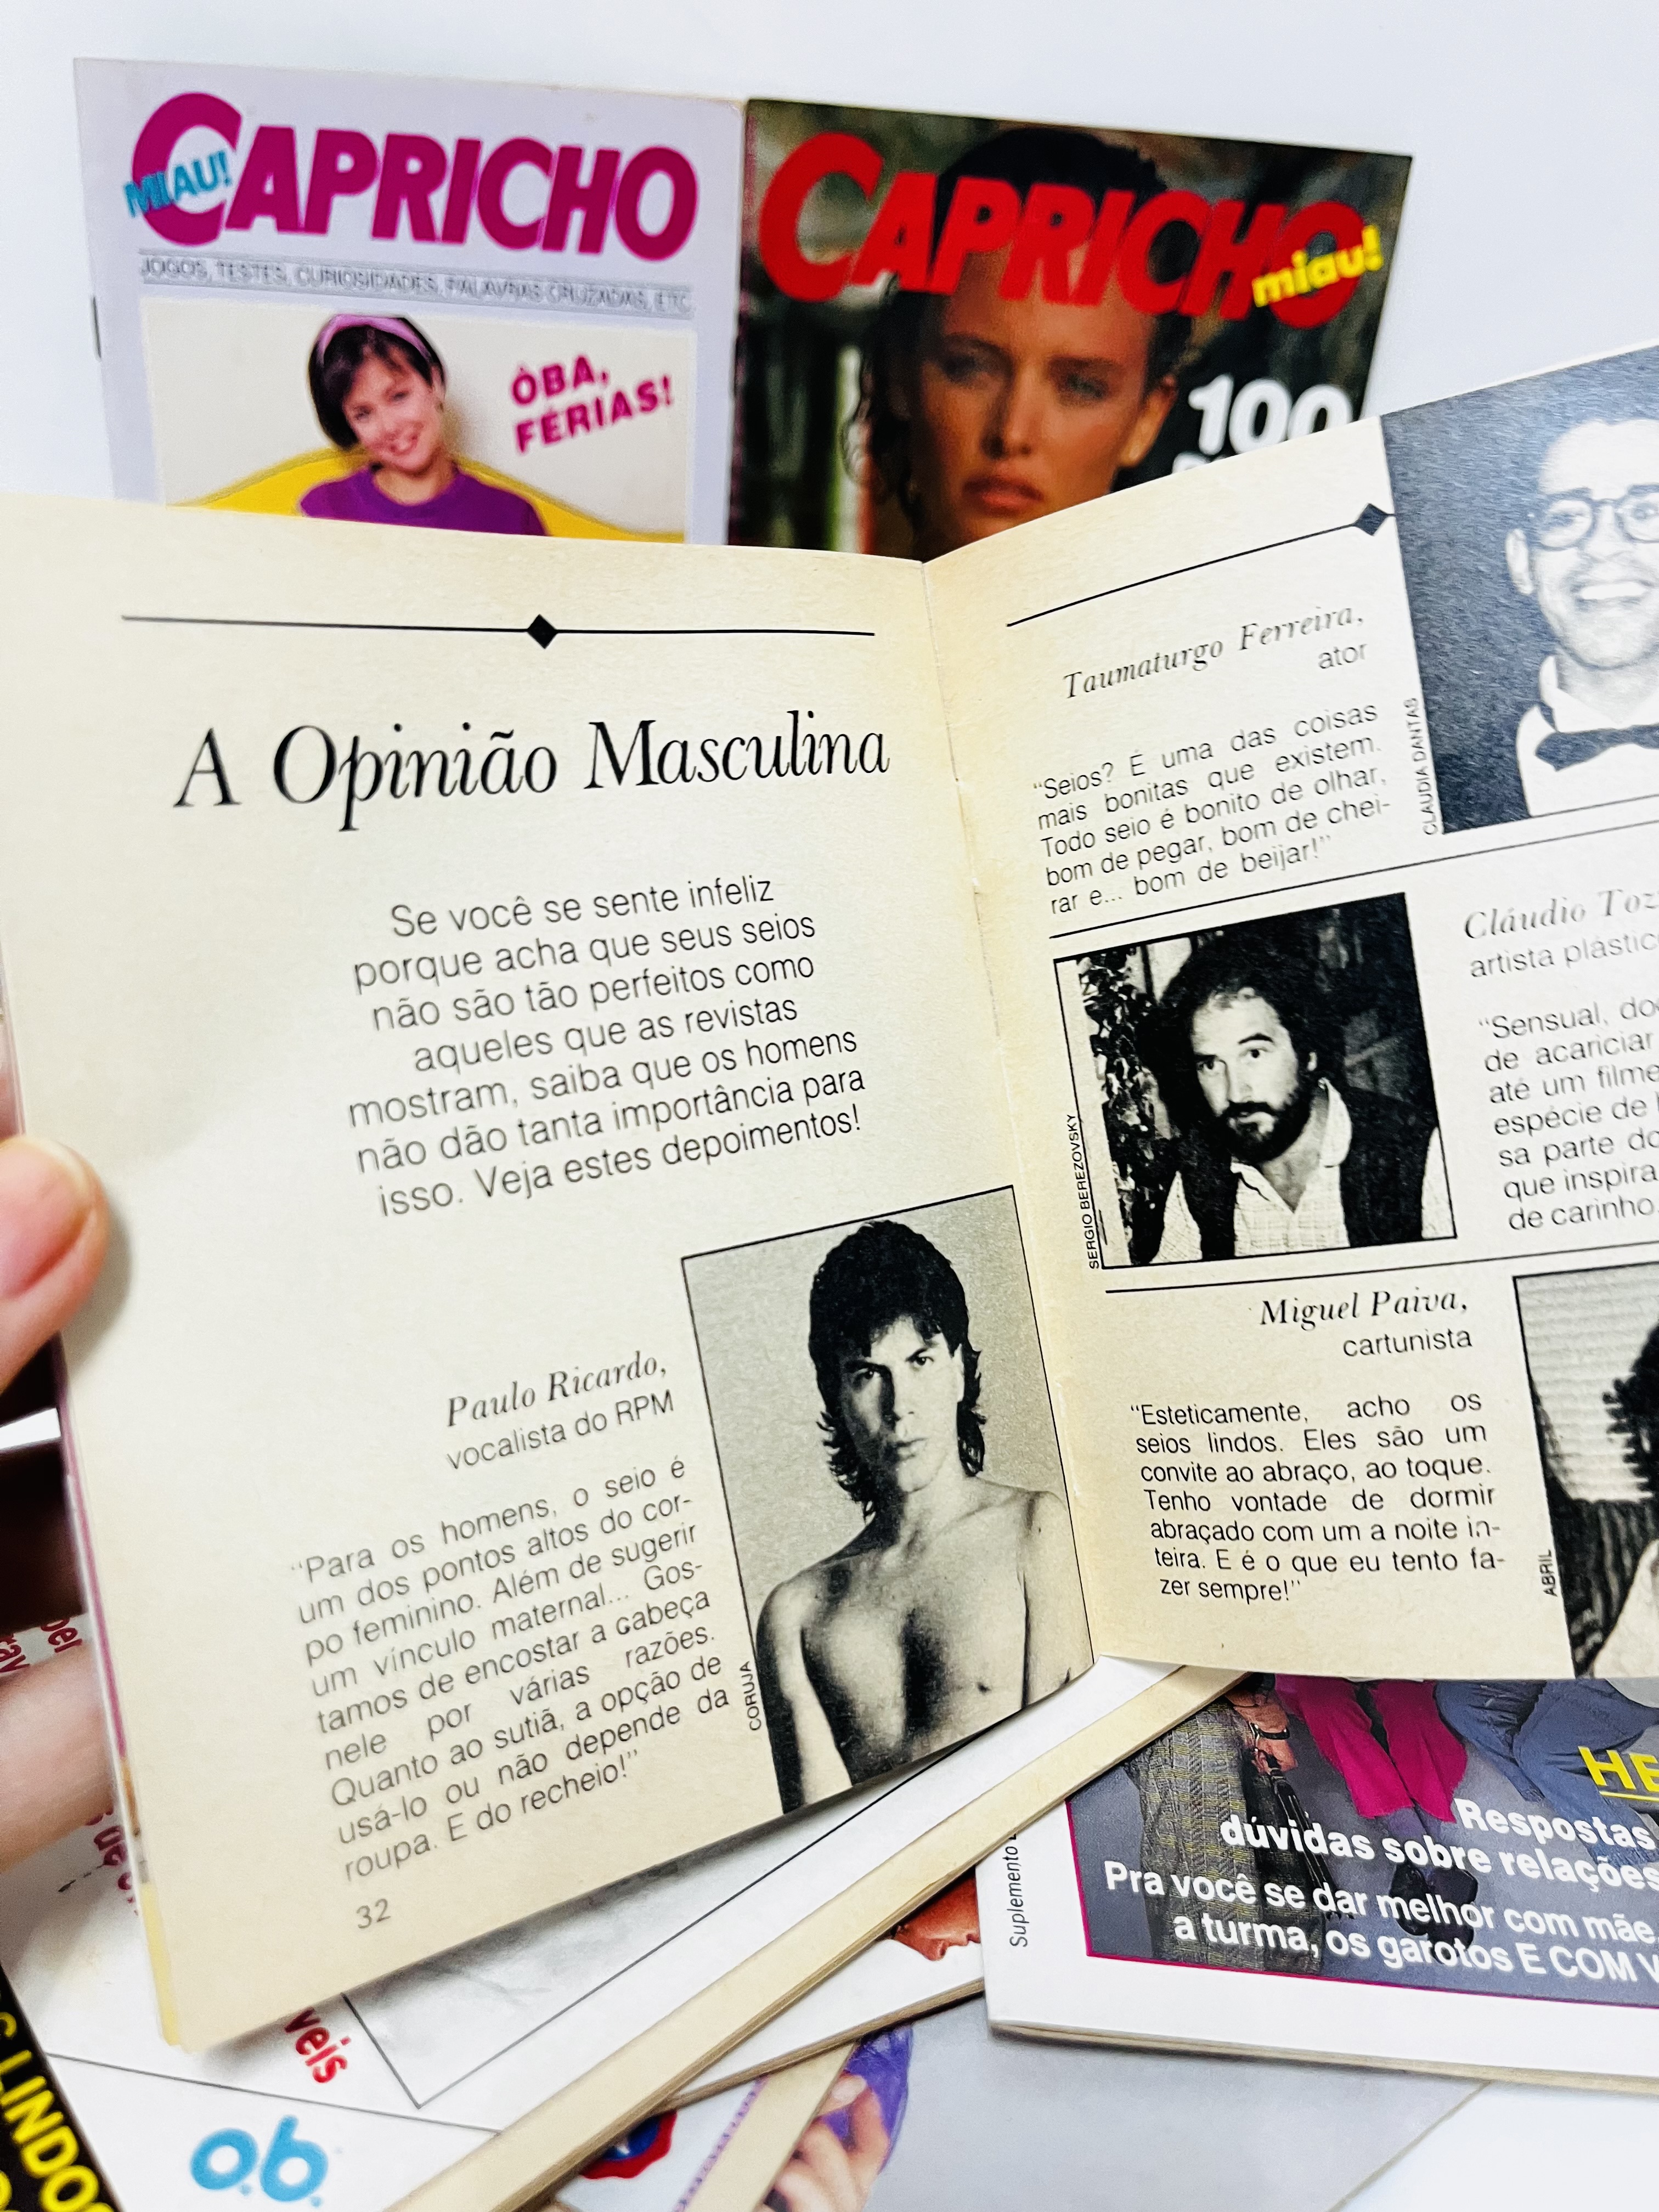 CAPRICHO
MIAU!
JOGOS, TESTES, CURIOSIDADES, PALAVRAS CRUZADAS, ETC.
ÔBA,
FÉRIAS!
CAPRICHO
miau!
100
A Opinião Masculina
Se você se sente infeliz
porque acha que seus seios
não são tão perfeitos como
aqueles que as revistas
mostram, saiba que os homens
não dão tanta importância para
isso. Veja estes depoimentos!
Paulo Ricardo,
vocalista do RPM
“Para os homens, o seio é
um dos pontos altos do cor-
po feminino. Além de sugerir
um vínculo maternal... Gos-
tamos de encostar a cabeça
nele por várias razões.
Quanto ao sutiã, a opção de
usá-lo ou não depende da
roupa. E do recheio!”
CORUJA
32
Taumaturgo Ferreira,
ator
“Seios? É uma das coisas
mais bonitas que existem.
Todo seio é bonito de olhar,
bom de pegar, bom de chei-
rar e... bom de beijar!”
CLAUDIA DANTAS
SERGIO BEREZOVSKY
Cláudio
artista
“Sensual,
de acariciar
até um filme
espécie de
sa parte
que inspira
de carinho.
Miguel Paiva,
cartunista
“Esteticamente, acho os
seios lindos. Eles são um
convite ao abraço, ao toque.
Tenho vontade de dormir
abraçado com um a noite in-
teira. E é o que eu tento fa-
zer sempre!”
ABRIL
Suplemento
Respostas
dúvidas sobre relações
Pra você se dar melhor com mãe,
a turma, os garotos E COM
veis
o.b.
LINDO